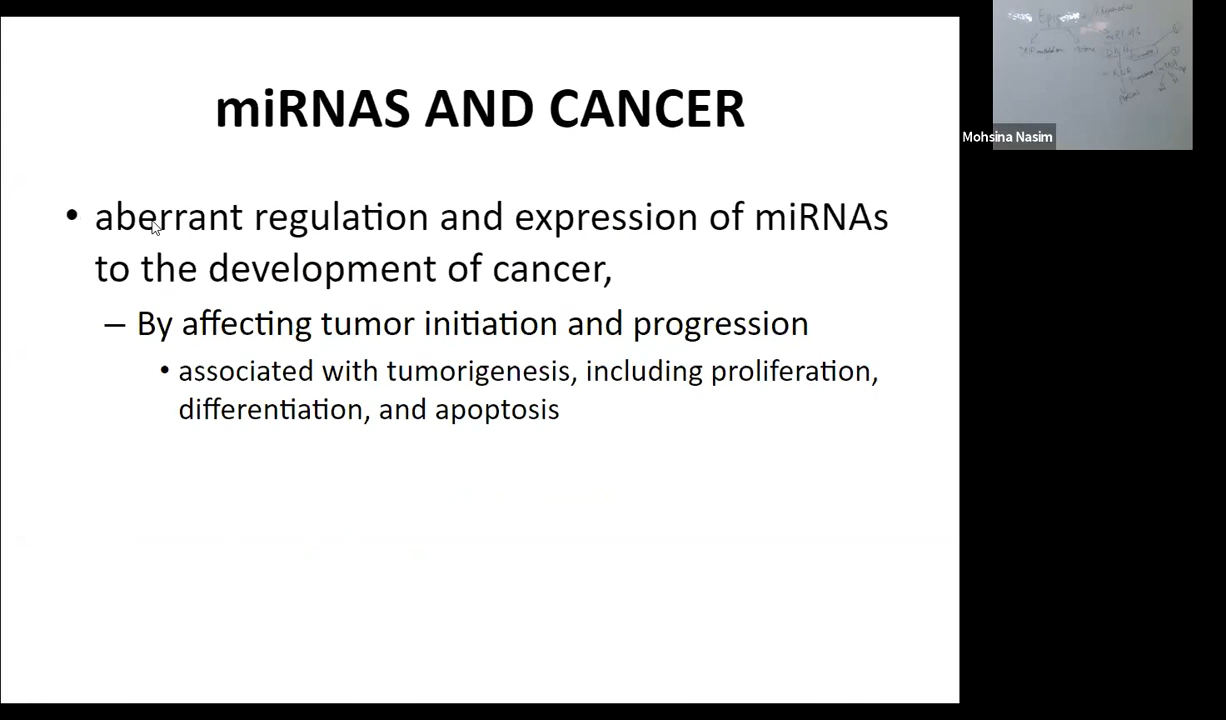 miRNAS AND CANCER
• aberrant regulation and expression of miRNAs
to the development of cancer,
– By affecting tumor initiation and progression
• associated with tumorigenesis, including proliferation,
differentiation, and apoptosis
Mohsina Nasim